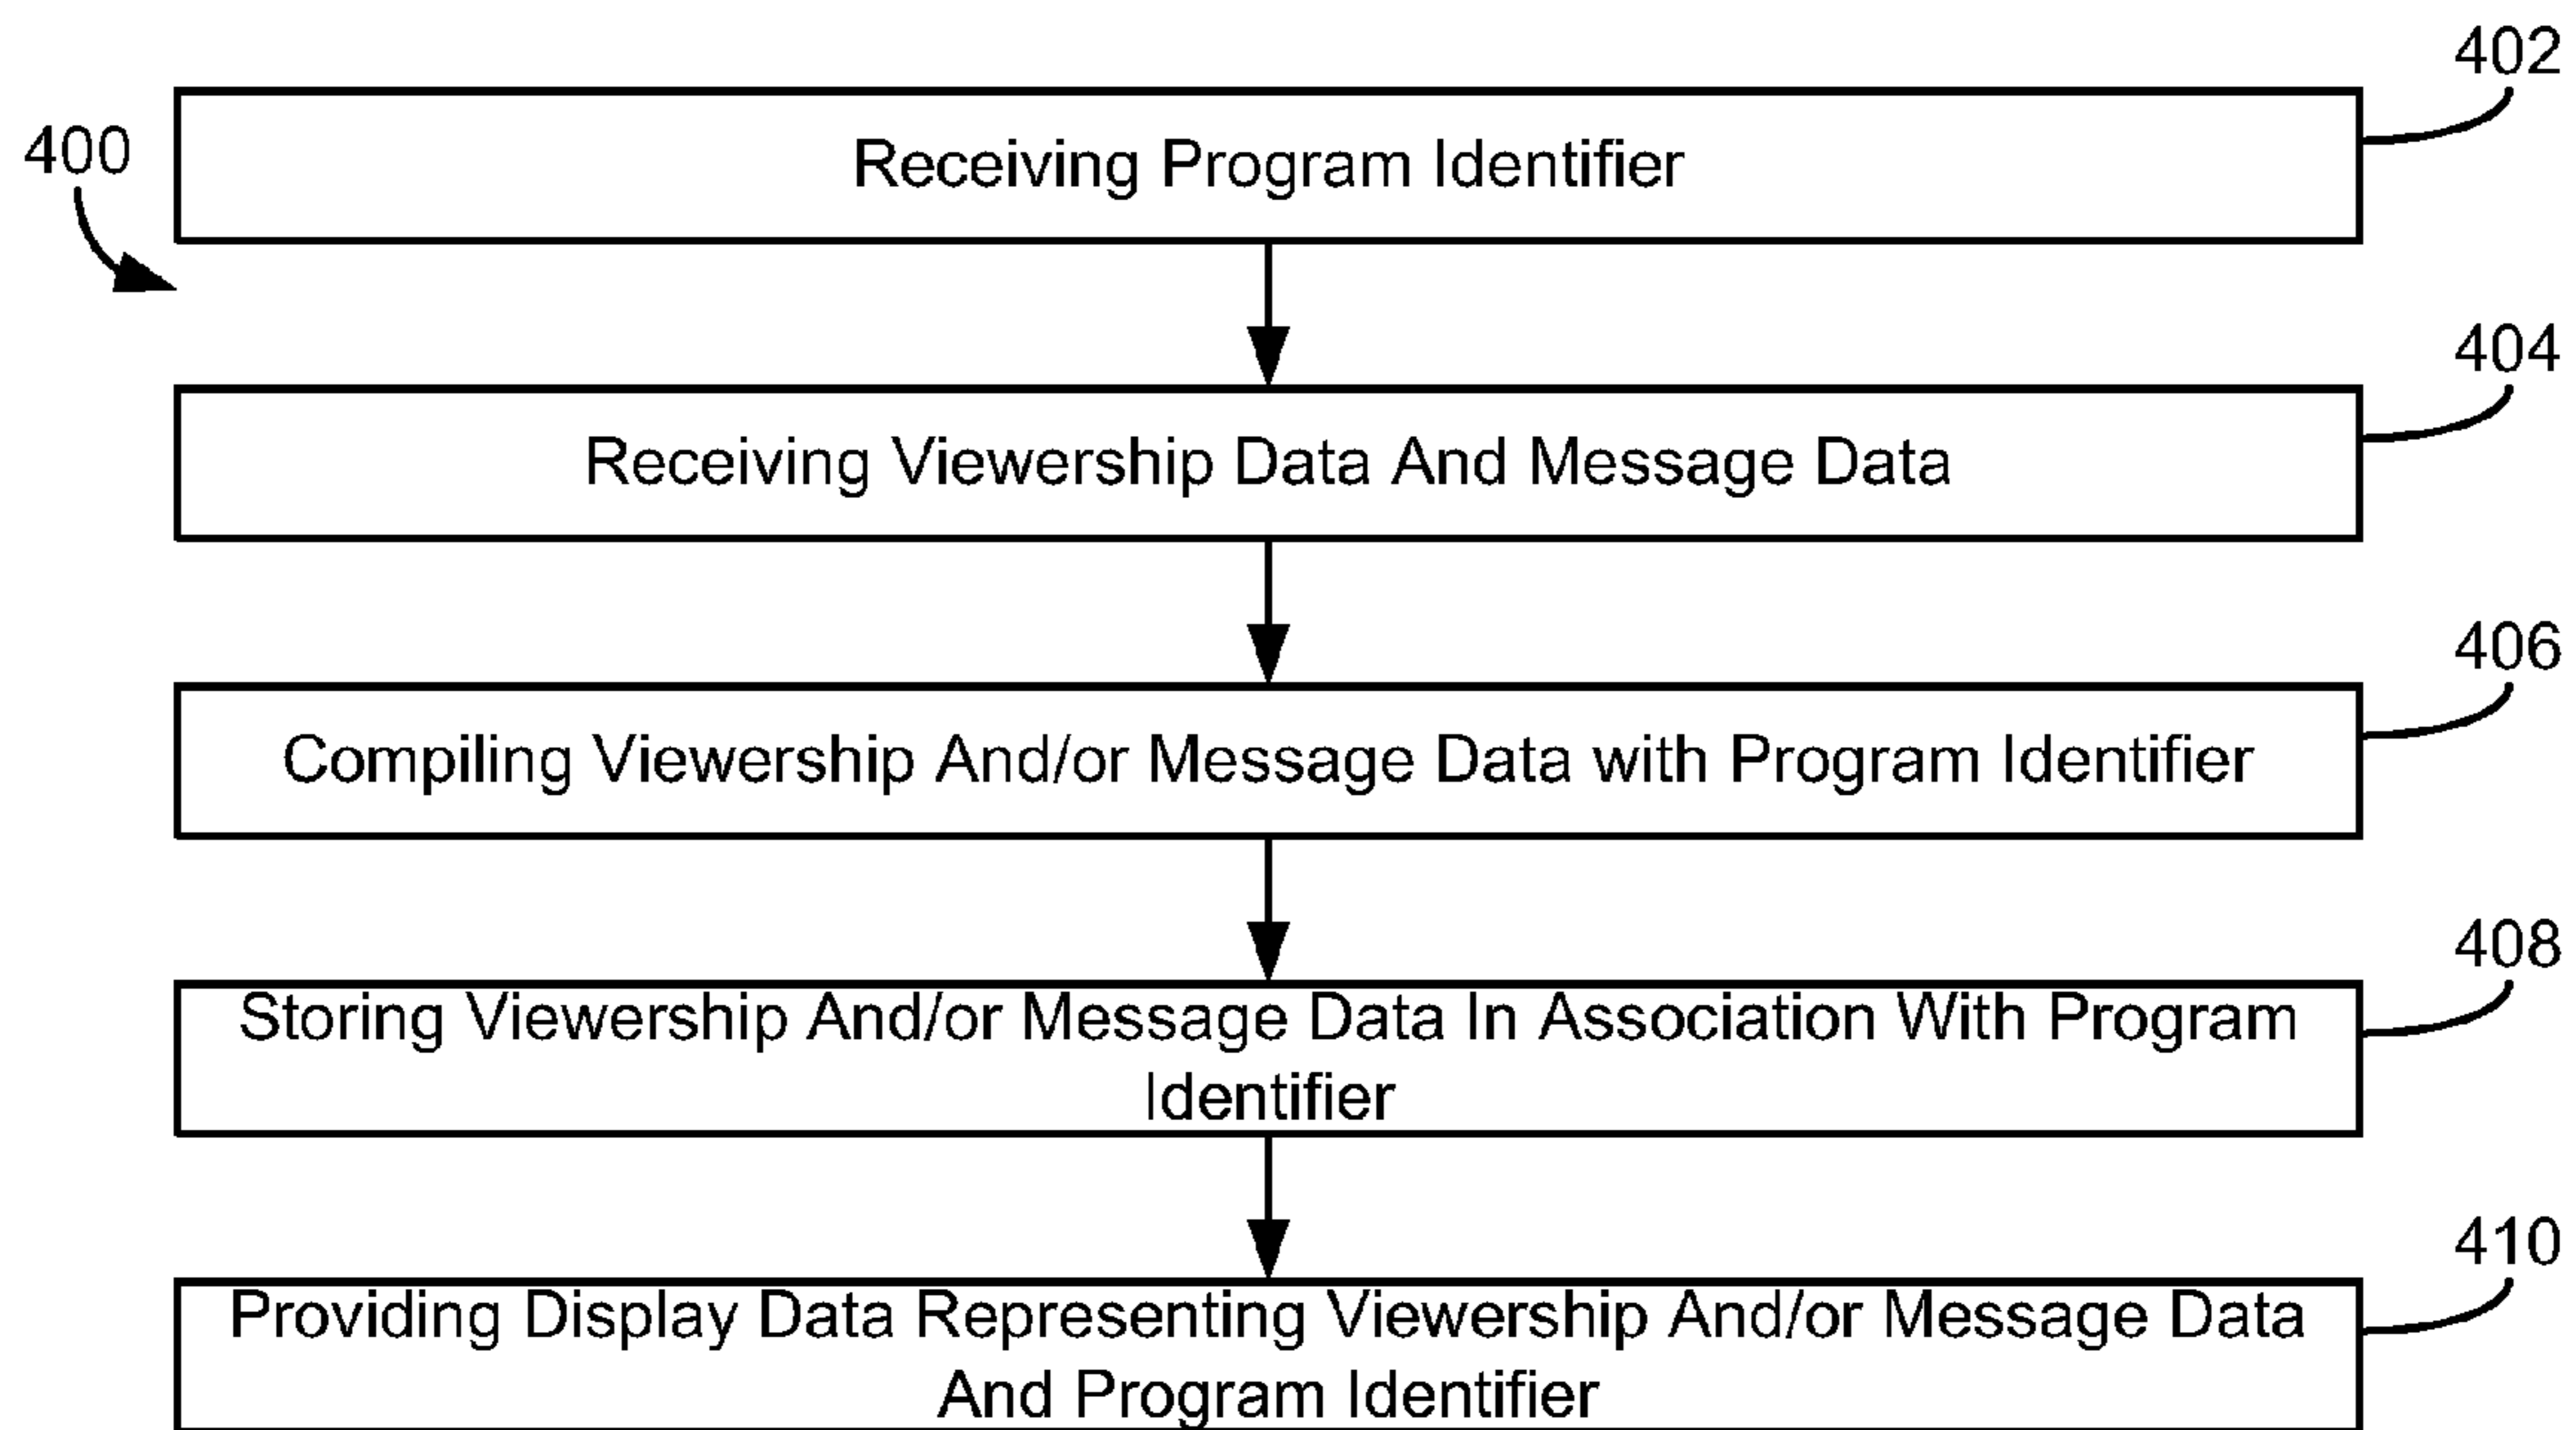 402
400
Receiving Program Identifier
404
Receiving Viewership Data And Message Data
406
Compiling Viewership And/or Message Data with Program Identifier
408
Storing Viewership And/or Message Data In Association With Program
Identifier
410
Providing Display Data Representing Viewership And/or Message Data
And Program Identifier